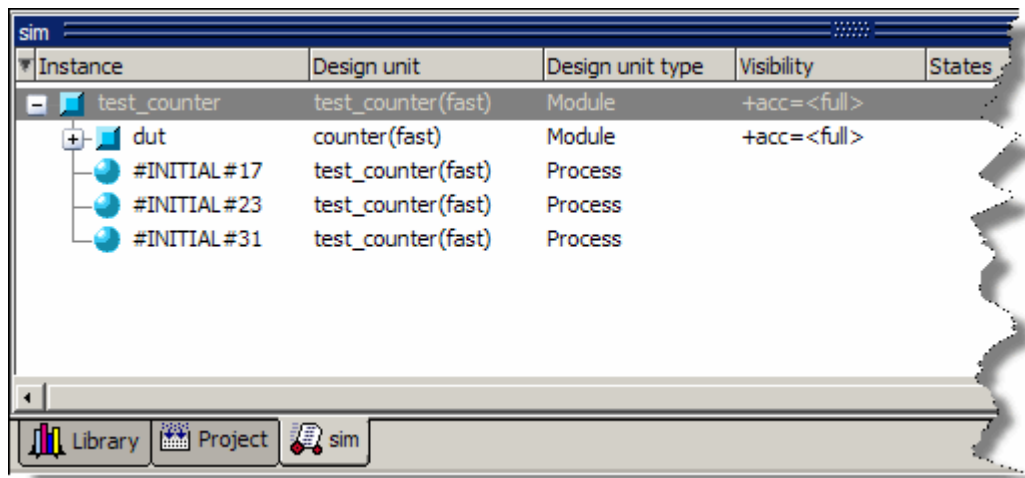 sim
Instance Design unit Design unit type Visibility States
test_counter test_counter(fast) Module +acc=<full>
dut counter(fast) Module +acc=<full>
#INITIAL#17 test_counter(fast) Process
#INITIAL#23 test_counter(fast) Process
#INITIAL#31 test_counter(fast) Process
Library Project sim